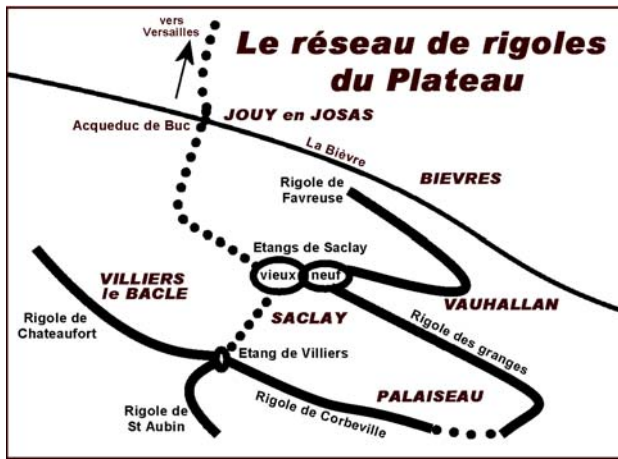 vers
Versailles
Le réseau de rigoles
du Plateau
JOUY en JOSAS
Acqueduc de Buc
La Bièvre
BIEVRES
Rigole de
Favreuse
Etangs de Saclay
vieux
neuf
VILLIERS
le BACLE
VAUHALLAN
Rigole de
Chateaufort
SACLAY
Rigole des granges
Etang de Villiers
PALAISEAU
Rigole de Corbeville
Rigole de
St Aubin